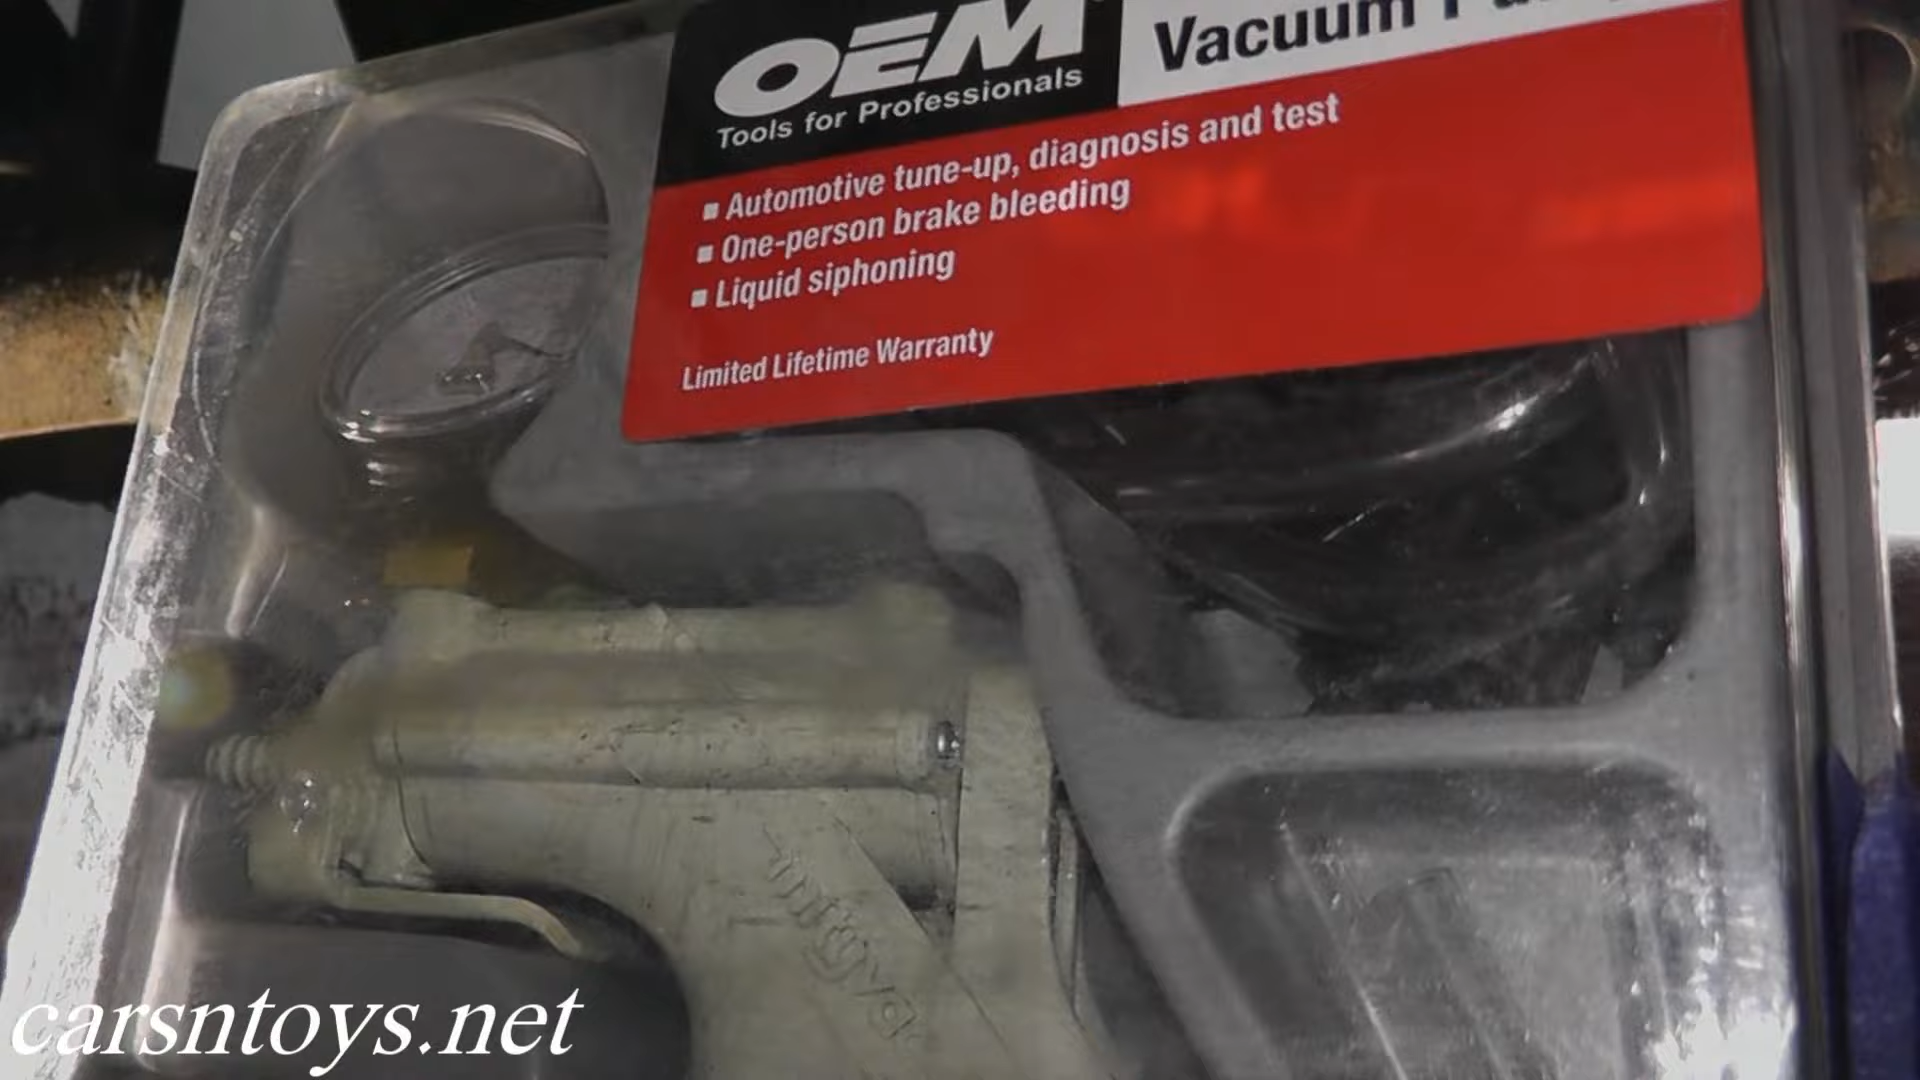 OEM
Tools for Professionals
Vacuum
▪ Automotive tune-up, diagnosis and test
▪ One-person brake bleeding
▪ Liquid siphoning
Limited Lifetime Warranty
carsntoys.net